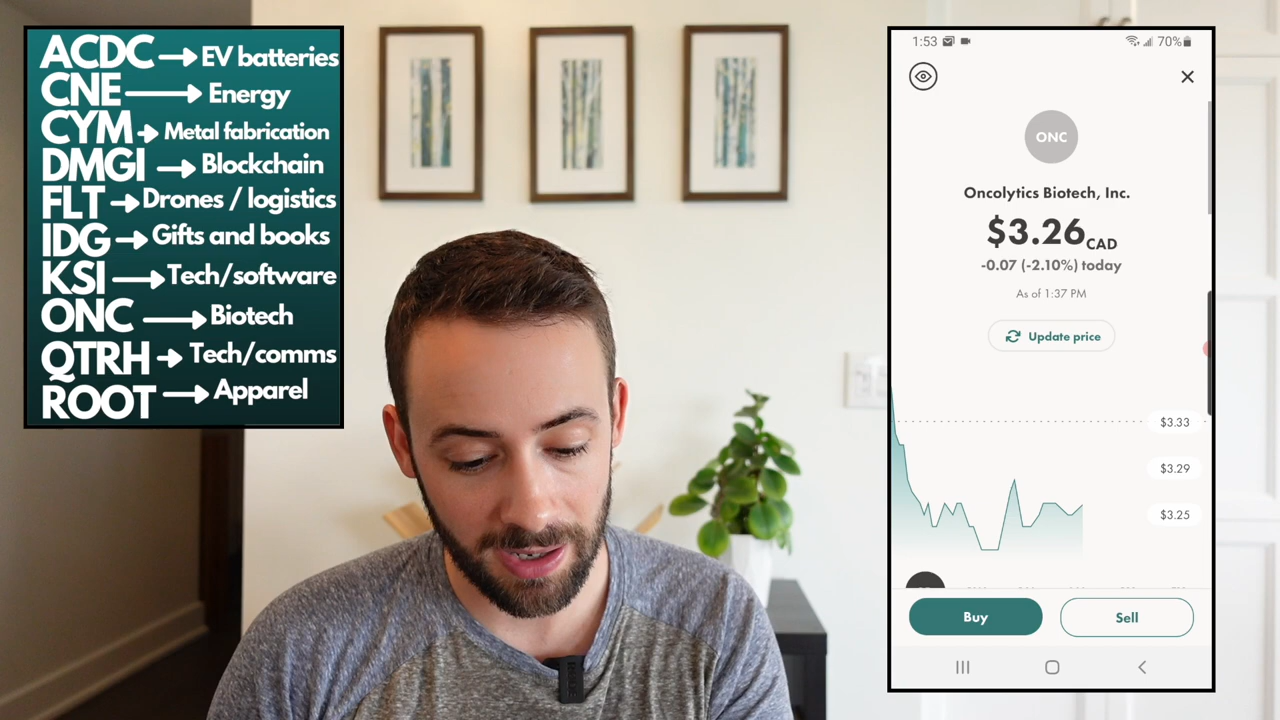 ACDC → EV batteries
CNE → Energy
CYM → Metal fabrication
DMGI → Blockchain
FLT → Drones / logistics
IDG → Gifts and books
KSI → Tech/software
ONC → Biotech
QTRH → Tech/comms
ROOT → Apparel
1:53
70%
ONC
Oncolytics Biotech, Inc.
$3.26 CAD
-0.07 (-2.10%) today
As of 1:37 PM
Update price
$3.33
$3.29
$3.25
Buy
Sell